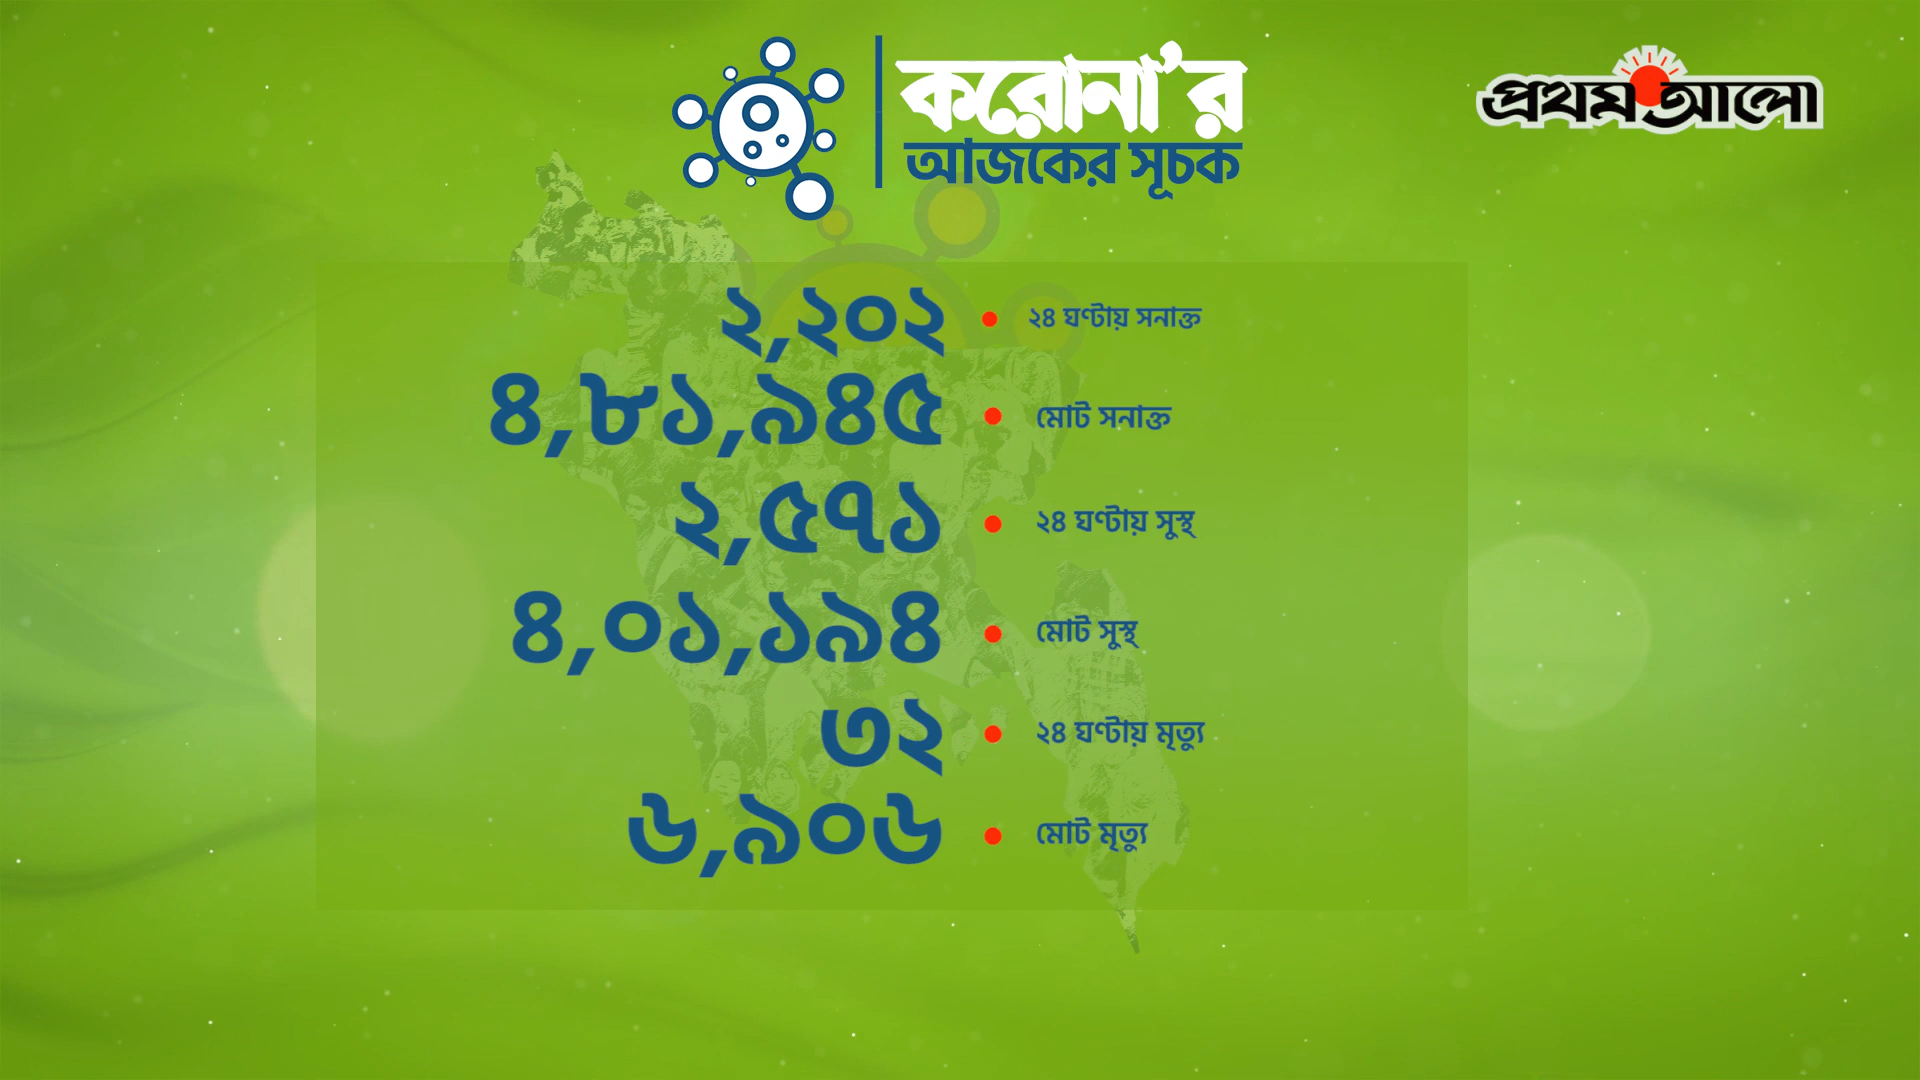 করোনা’র
আজকের সূচক
প্রথম আলো
২,২০২ • ২৪ ঘণ্টায় সনাক্ত
৪,৮১,৯৪৫ • মোট সনাক্ত
২,৫৭১ • ২৪ ঘণ্টায় সুস্থ
৪,০১,১৯৪ • মোট সুস্থ
৩২ • ২৪ ঘণ্টায় মৃত্যু
৬,৯০৬ • মোট মৃত্যু